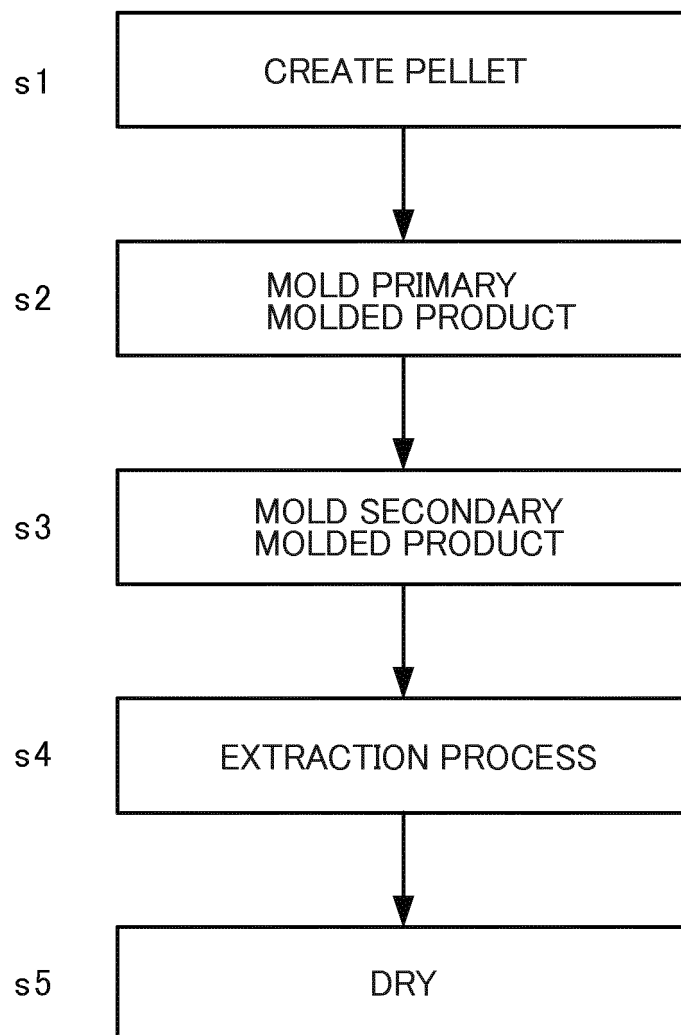 s1
CREATE PELLET
s2
MOLD PRIMARY
MOLDED PRODUCT
s3
MOLD SECONDARY
MOLDED PRODUCT
s4
EXTRACTION PROCESS
s5
DRY